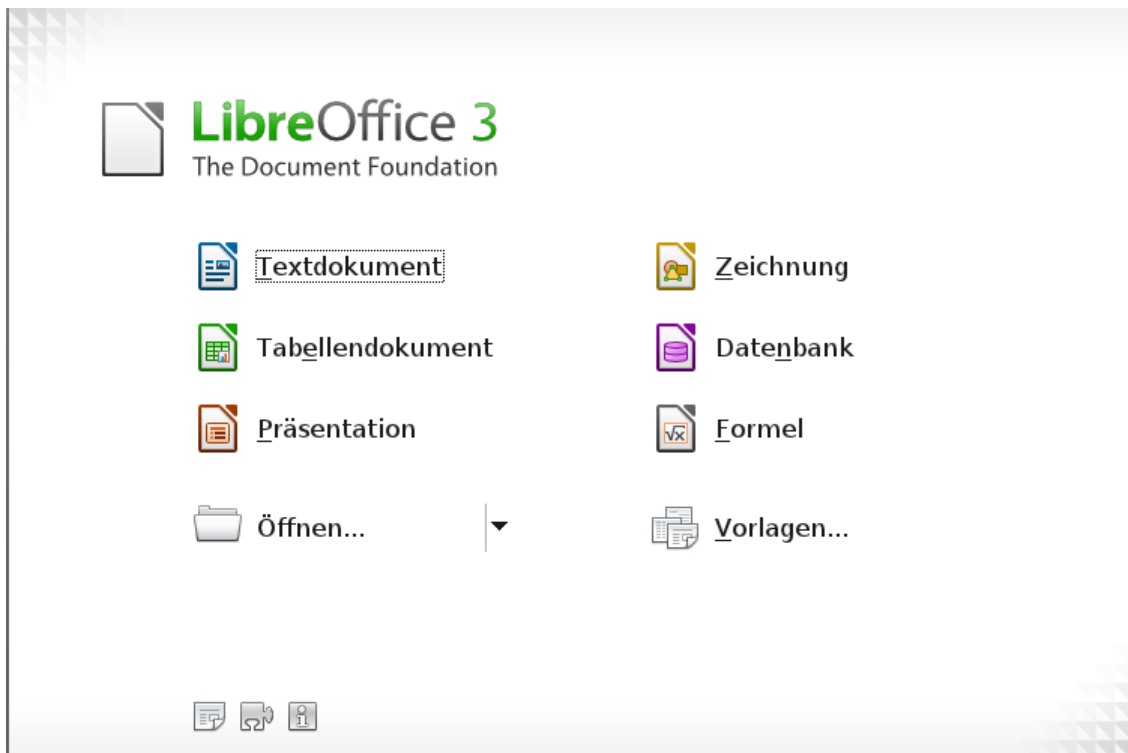 LibreOffice 3
The Document Foundation
Textdokument
Zeichnung
Tabellendokument
Datenbank
Präsentation
Formel
Öffnen...
Vorlagen...